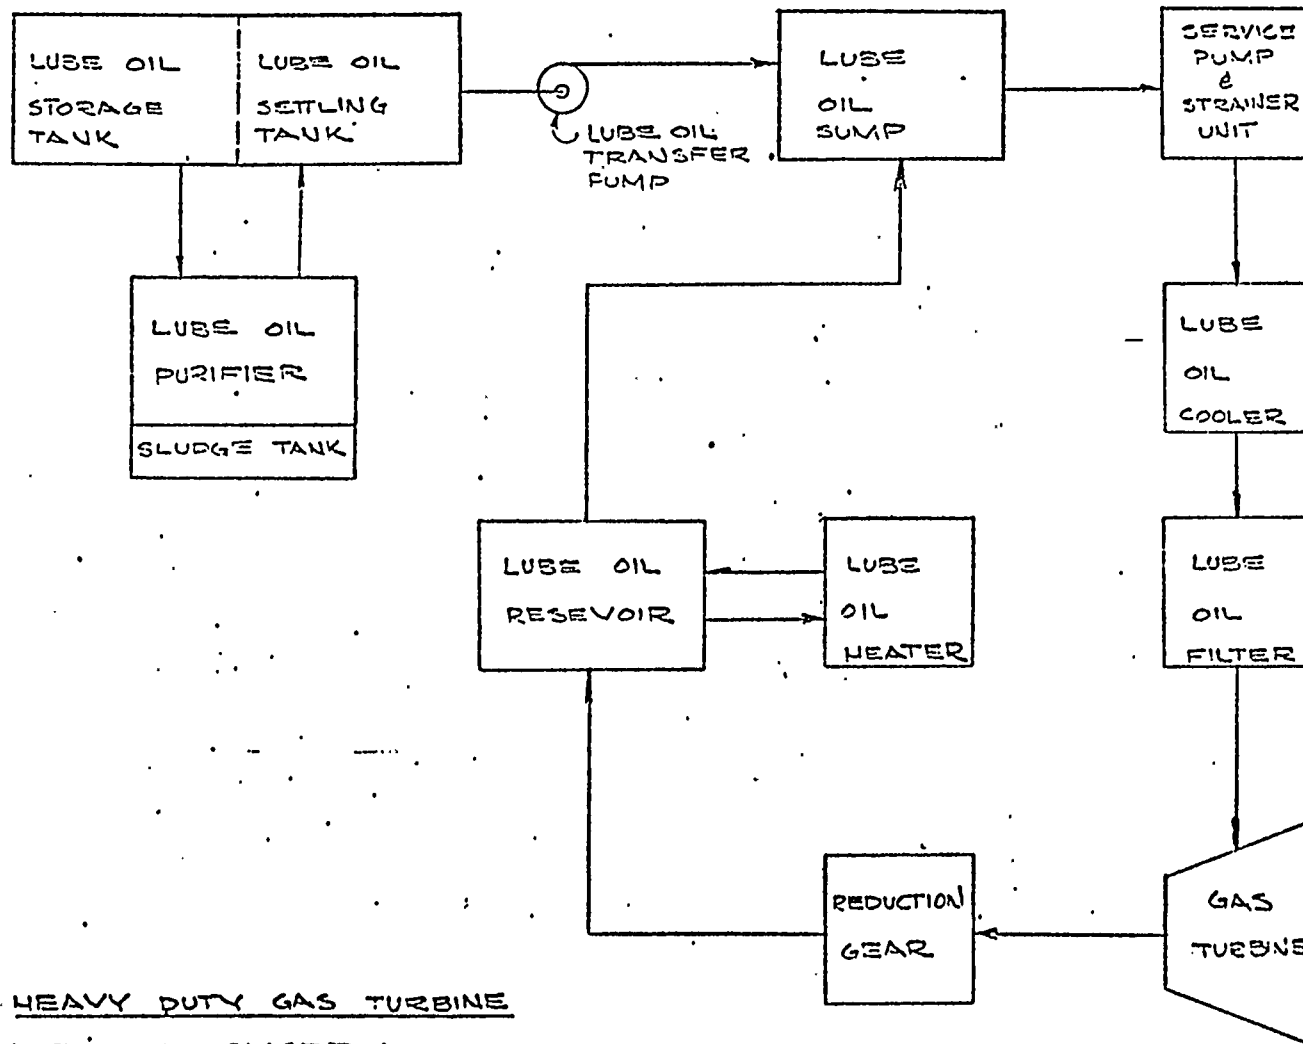 LUBE OIL
STORAGE
TANK
LUBE OIL
SETTLING
TANK
LUBE OIL
TRANSFER
PUMP
LUBE
OIL
SUMP
SERVICE
PUMP
&
STRAINER
UNIT
LUBE OIL
PURIFIER
SLUDGE TANK
LUBE
OIL
COOLER
LUBE OIL
RESEVOIR
LUBE
OIL
HEATER
LUBE
OIL
FILTER
REDUCTION
GEAR
GAS
TURBINE
HEAVY DUTY GAS TURBINE